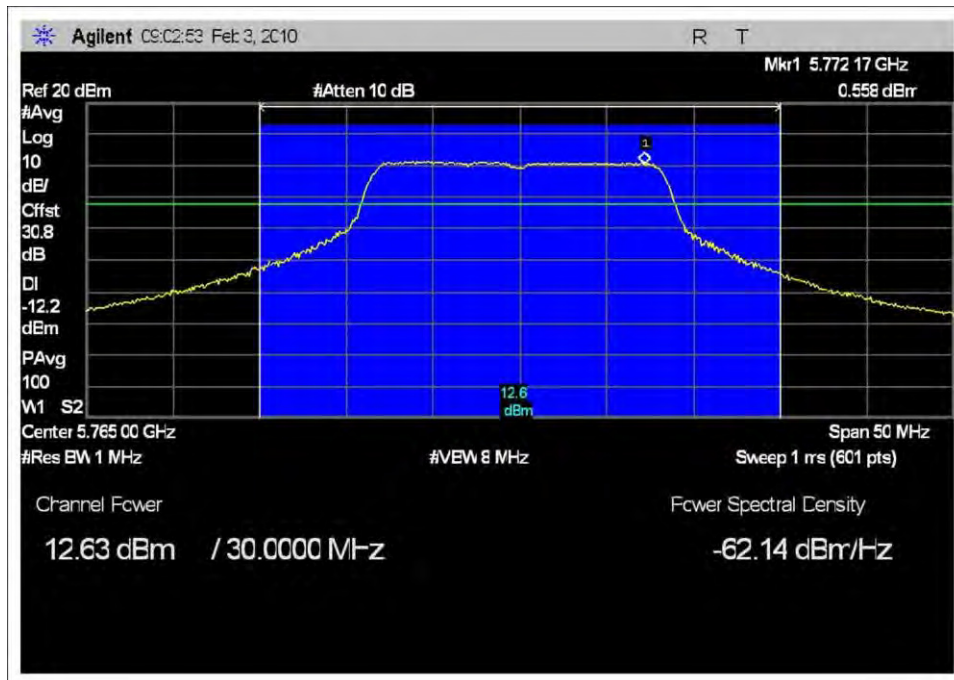 Agilent 09:02:53 Feb 3, 2010 R T
Mkr1 5.772 17 GHz
Ref 20 dBm #Atten 10 dB 0.558 dBm
#Avg
Log
10
dB/
Offst
30.8
dB
DI
-12.2
dBm
PAvg
100
W1 S2
1
12.6
dBm
Center 5.765 00 GHz Span 50 MHz
#Res BW 1 MHz #VBW 8 MHz Sweep 1 ms (601 pts)
Channel Power Power Spectral Density
12.63 dBm / 30.0000 MHz -62.14 dBm/Hz